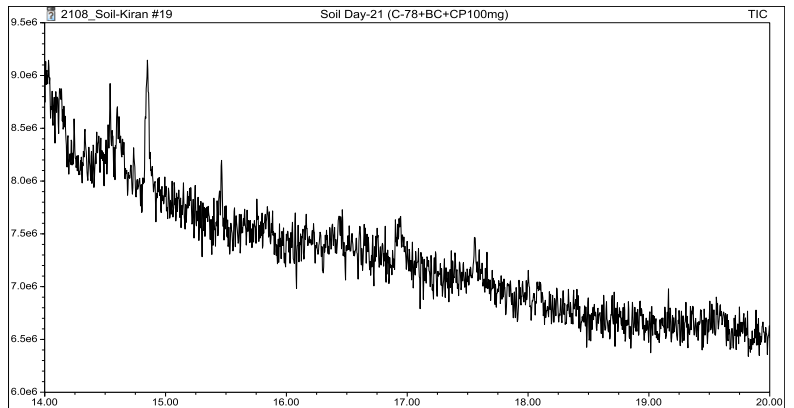 2108_Soil-Kiran #19 Soil Day-21 (C-78+BC+CP100mg) TIC
9.5e6
9.0e6
8.5e6
8.0e6
7.5e6
7.0e6
6.5e6
6.0e6
14.00 15.00 16.00 17.00 18.00 19.00 20.00